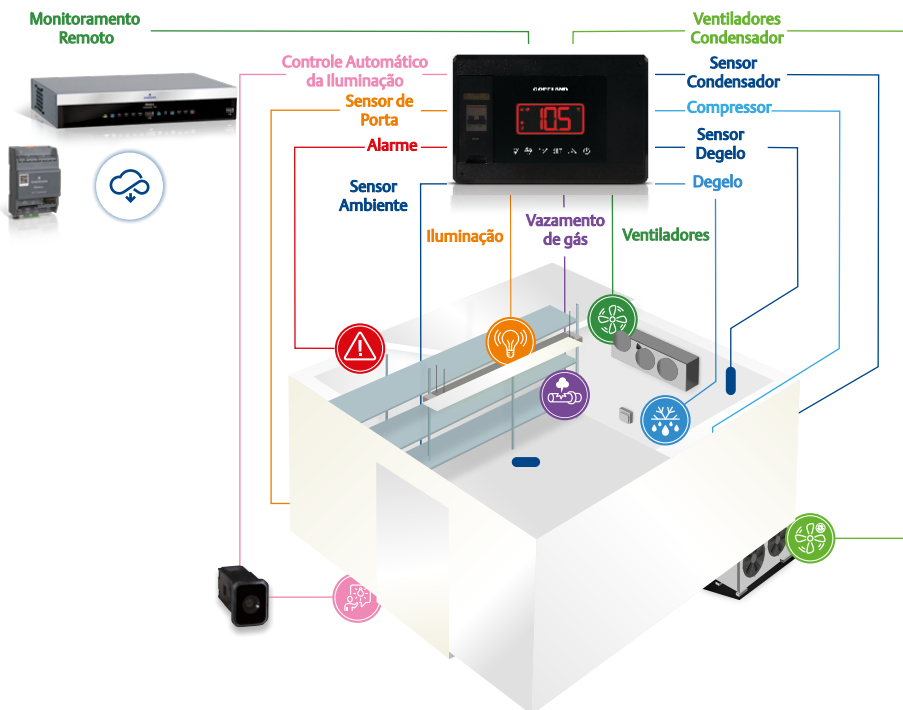 Monitoramento
Remoto
Ventiladores
Condensador
Controle Automático
da Iluminação
Sensor
Condensador
Sensor de
Porta
Compressor
COPELAND
105
Alarme
Sensor
Degelo
Sensor
Ambiente
Degelo
SET
Iluminação
Vazamento
de gás
Ventiladores